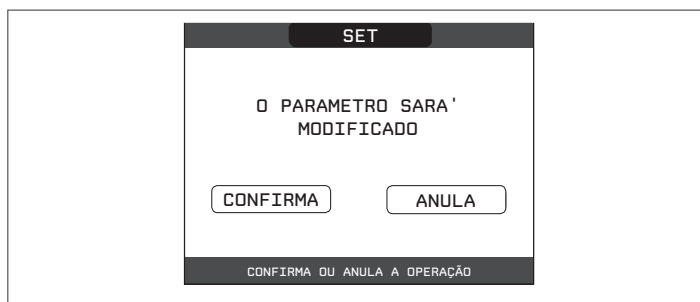 SET
O PARAMETRO SARA'
MODIFICADO
CONFIRMA ANULA
CONFIRMA OU ANULA A OPERAÇÃO